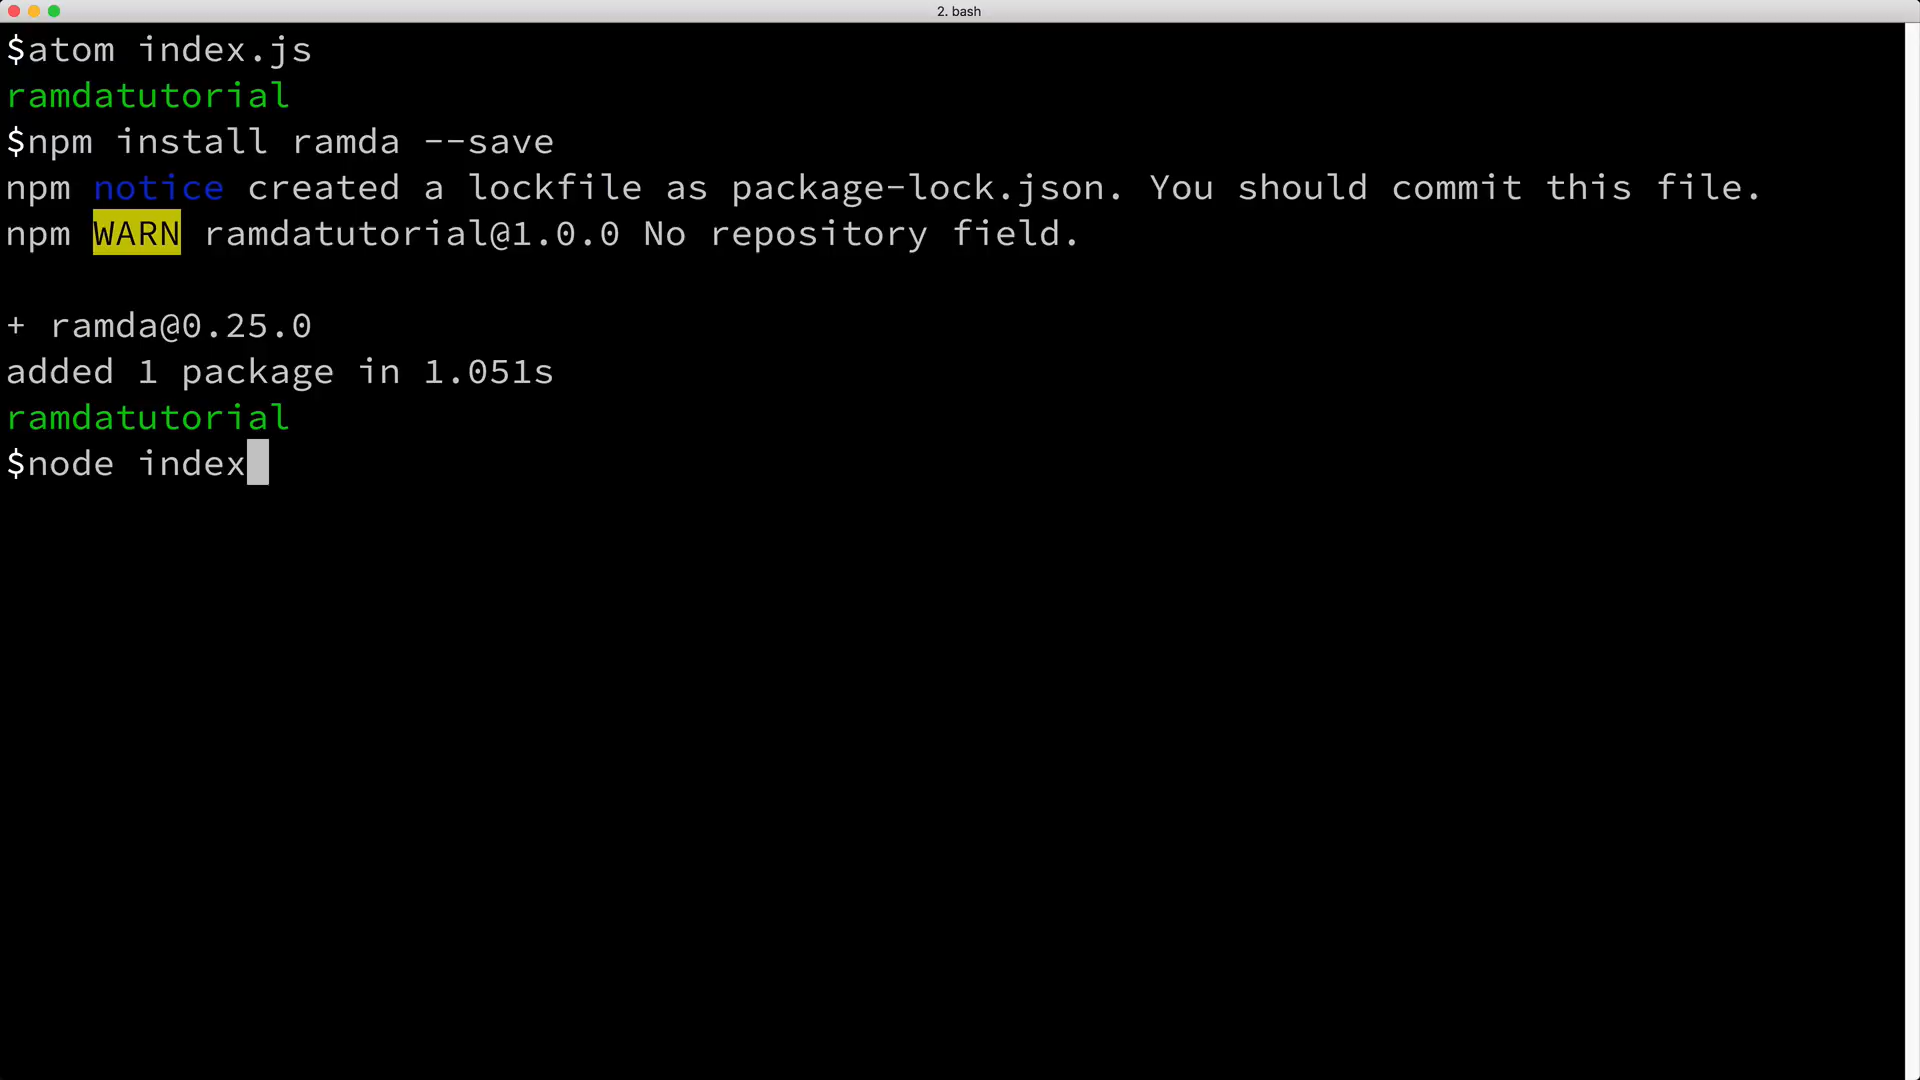 2. bash
$atom index.js
ramdatutorial
$npm install ramda --save
npm notice created a lockfile as package-lock.json. You should commit this file.
npm WARN ramdatutorial@1.0.0 No repository field.
+ ramda@0.25.0
added 1 package in 1.051s
ramdatutorial
$node index